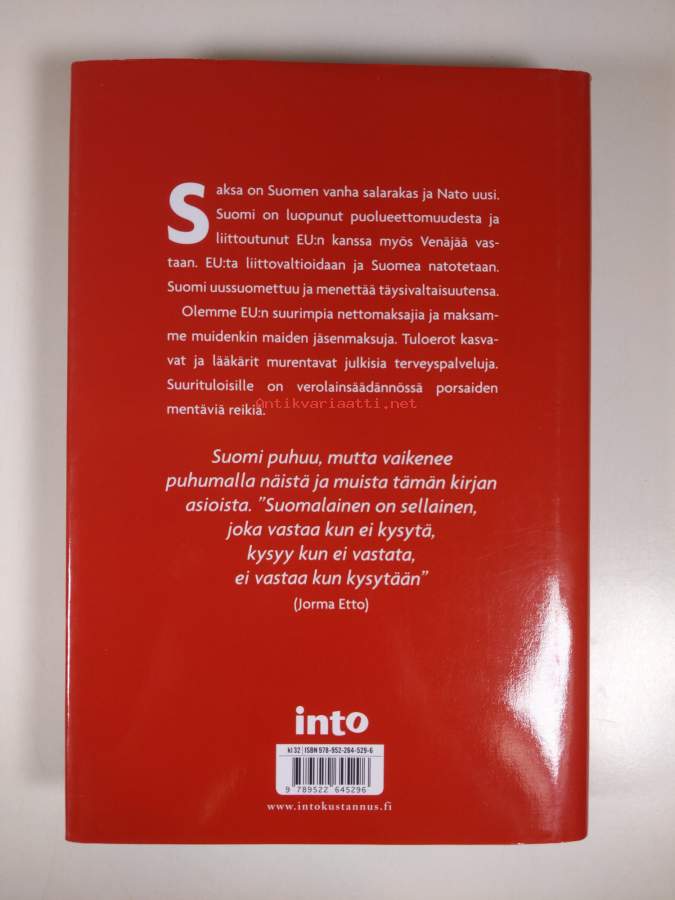 Saksa on Suomen vanha salarakas ja Nato uusi.
Suomi on luopunut puolueettomuudesta ja
liittoutunut EU:n kanssa myös Venäjää vas-
taan. EU:ta liittovaltioidaan ja Suomea natotetaan.
Suomi uussuomettuu ja menettää täysivaltaisuutensa.
Olemme EU:n suurimpia nettomaksajia ja maksam-
me muidenkin maiden jäsenmaksuja. Tuloerot kasva-
vat ja lääkärit murentavat julkisia terveyspalveluja.
Suurituloisille on verolainsäädännössä porsaiden
Antikvariaatti.net
mentäviä reikiä.
Suomi puhuu, mutta vaikenee
puhumalla näistä ja muista tämän kirjan
asioista. ”Suomalainen on sellainen,
joka vastaa kun ei kysytä,
kysyy kun ei vastata,
ei vastaa kun kysytään”
(Jorma Etto)
into
kl 32 ISBN 978-952-264-529-6
9 789522 645296
www.intokustannus.fi